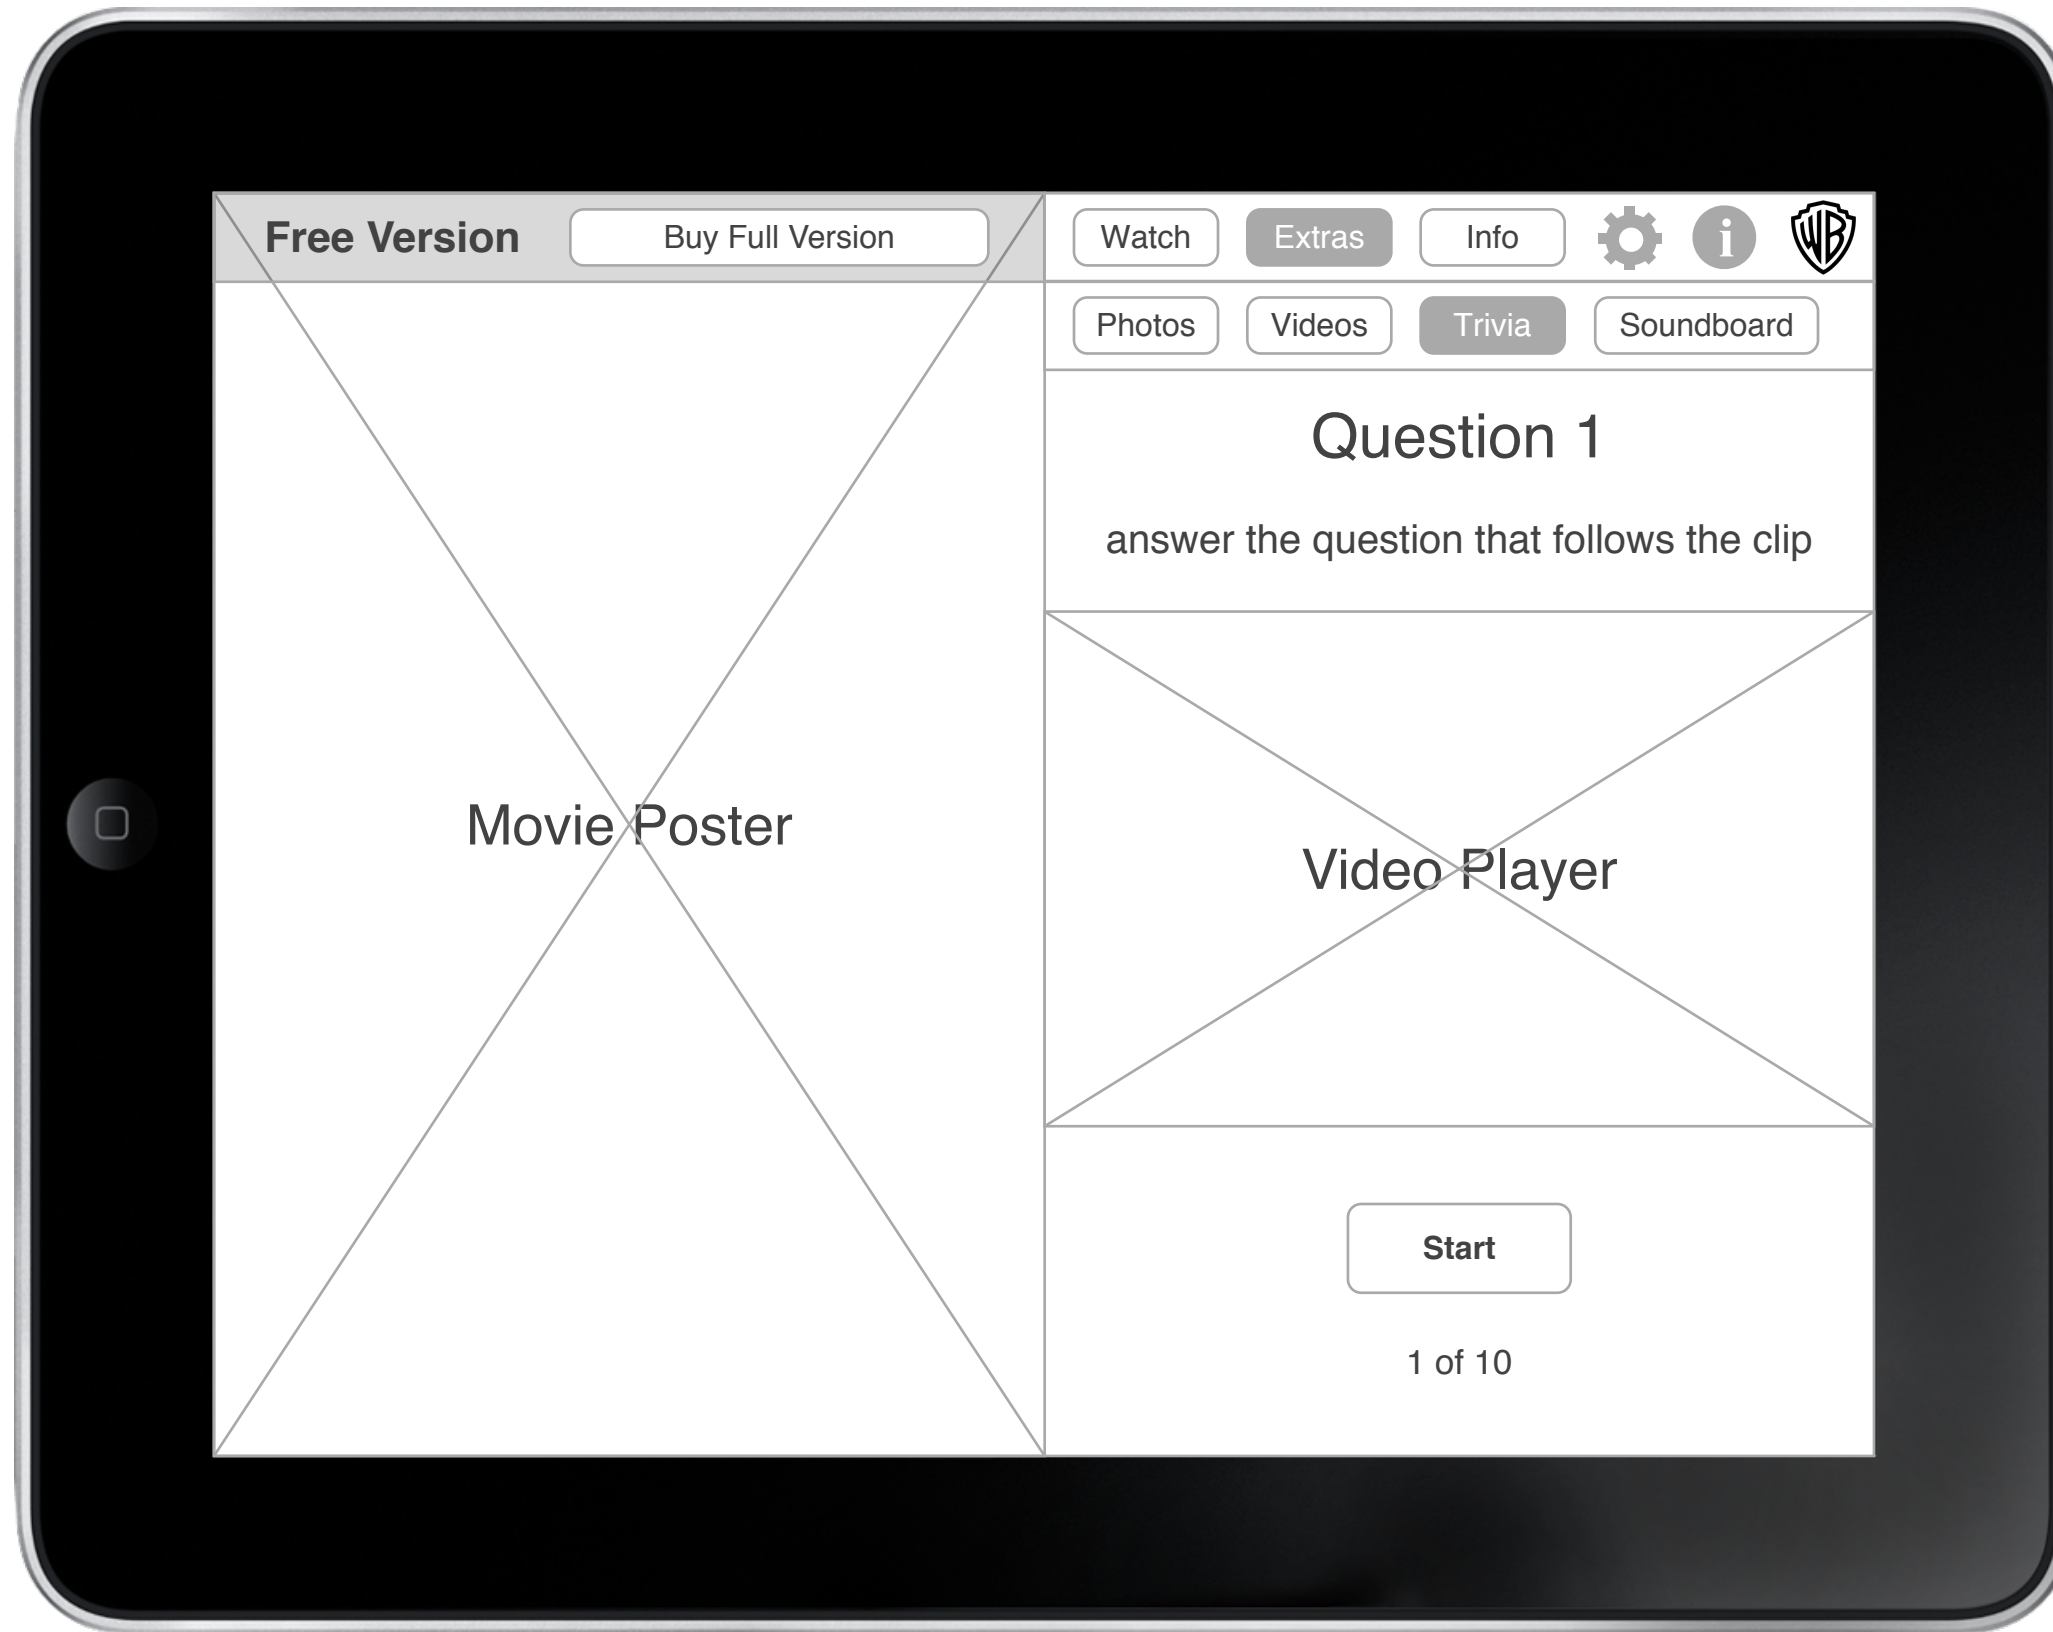 Free Version
Buy Full Version
Watch
Extras
Info
i
WB
Photos
Videos
Trivia
Soundboard
Question 1
answer the question that follows the clip
Movie Poster
Video Player
Start
1 of 10